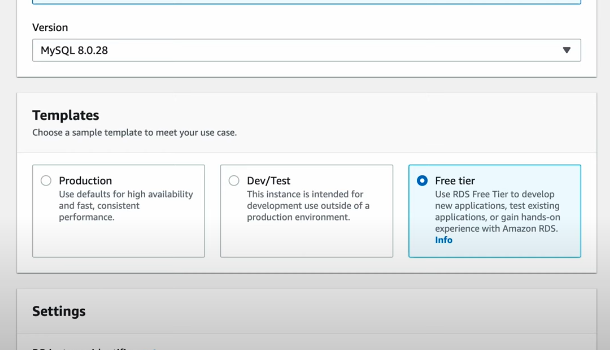 Version
MySQL 8.0.28
Templates
Choose a sample template to meet your use case.
Production
Use defaults for high availability
and fast, consistent
performance.
Dev/Test
This instance is intended for
development use outside of a
production environment.
Free tier
Use RDS Free Tier to develop
new applications, test existing
applications, or gain hands-on
experience with Amazon RDS.
Info
Settings